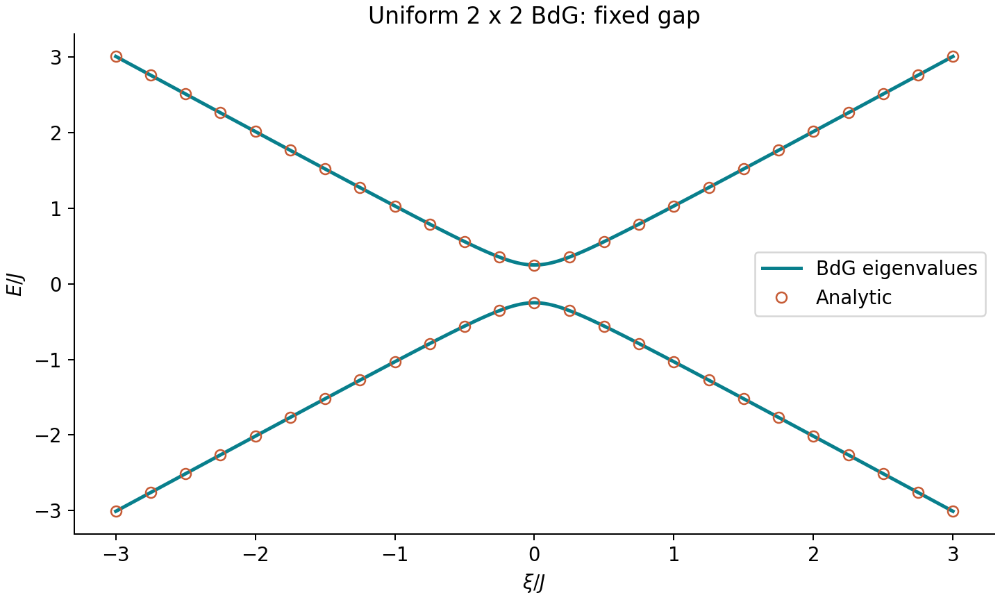 Uniform 2 x 2 BdG: fixed gap
3
2
1
0
−1
−2
−3
E/J
BdG eigenvalues
Analytic
−3
−2
−1
0
1
2
3
ξ/J